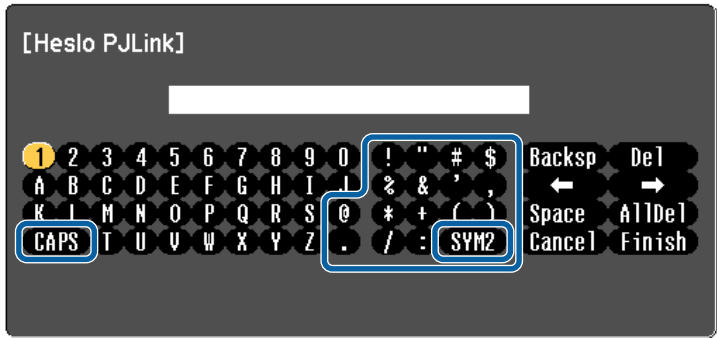 [Heslo PJLink]
1 2 3 4 5 6 7 8 9 0 ! " # $ Backsp Del
A B C D E F G H I J % & ' , ← →
K L M N O P Q R S @ * + ( ) Space AllDel
CAPS T U V W X Y Z . / : SYM2 Cancel Finish